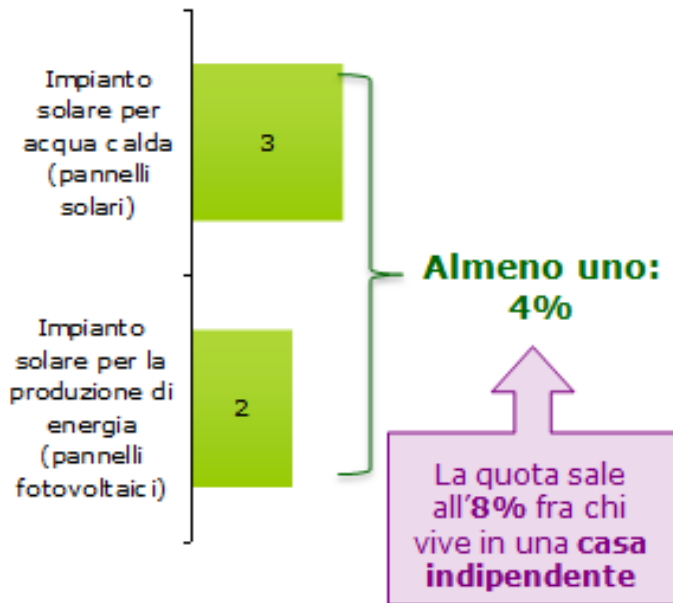 Impianto
solare per
acqua calda
(pannelli
solari)
3
Impianto
solare per la
produzione di
energia
(pannelli
fotovoltaici)
2
Almeno uno:
4%
La quota sale
all'8% fra chi
vive in una casa
indipendente